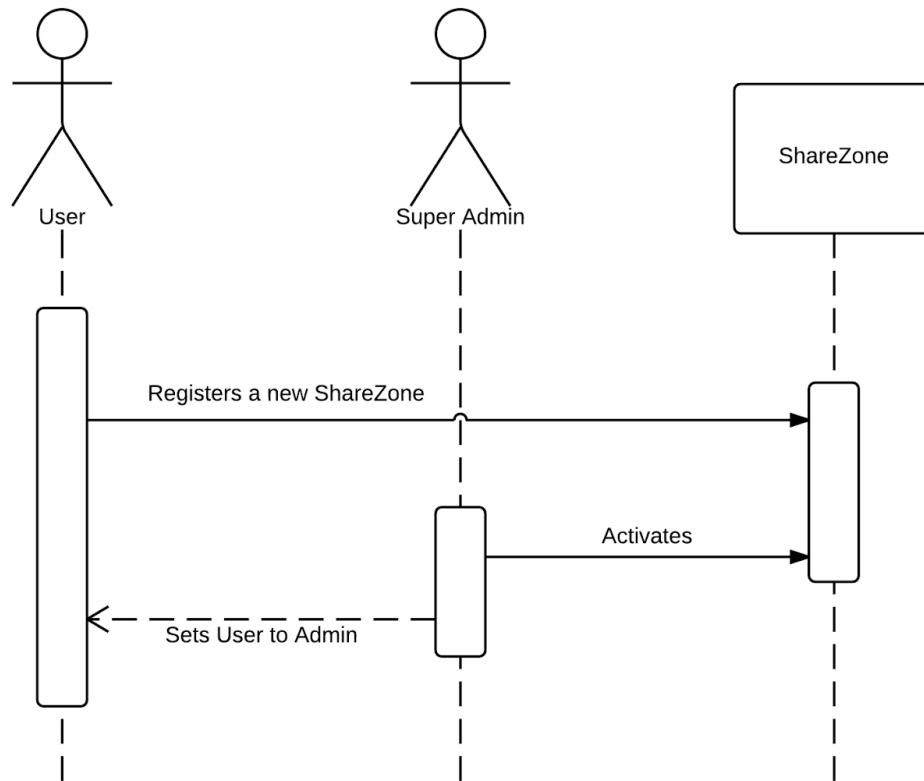 User
Super Admin
ShareZone
Registers a new ShareZone
Activates
Sets User to Admin